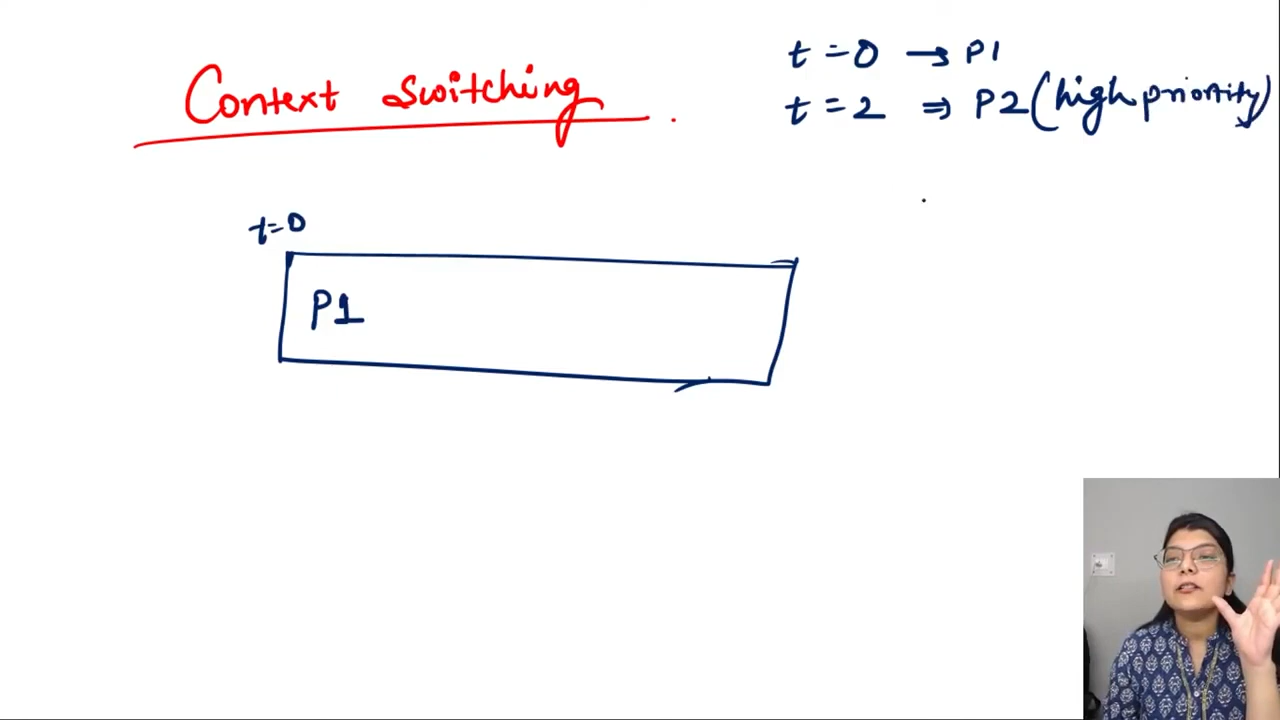 Context Switching.
t=0 → P1
t=2 ⇒ P2 (high priority)
t=0
P1